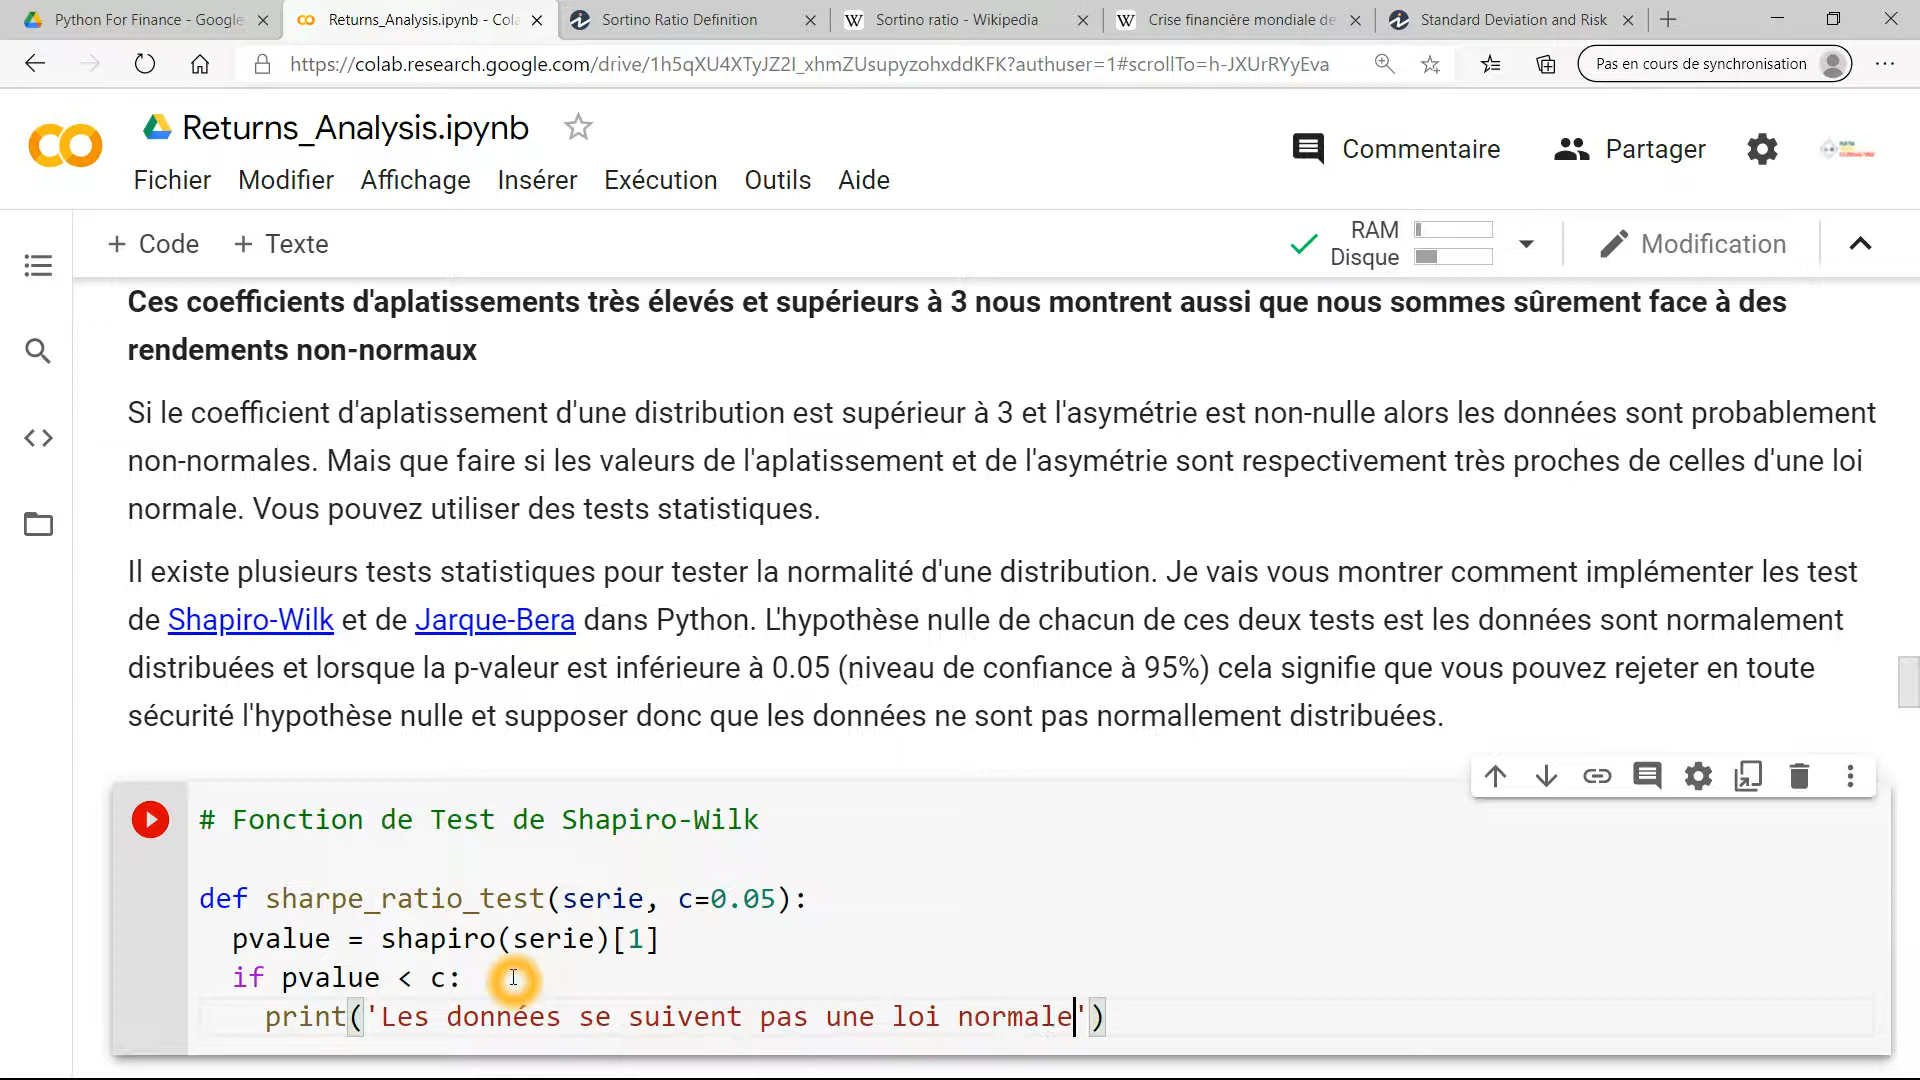 Python For Finance - Google
Returns_Analysis.ipynb - Cola
Sortino Ratio Definition
Sortino ratio - Wikipedia
Crise financière mondiale de
Standard Deviation and Risk
https://colab.research.google.com/drive/1h5qXU4XTyJZ2I_xhmZUsupyzohxddKFK?authuser=1#scrollTo=h-JXUrRYyEva
Pas en cours de synchronisation
Returns_Analysis.ipynb
Commentaire
Partager
Fichier Modifier Affichage Insérer Exécution Outils Aide
+ Code + Texte
RAM
Disque
Modification
Ces coefficients d'aplatissements très élevés et supérieurs à 3 nous montrent aussi que nous sommes sûrement face à des
rendements non-normaux
Si le coefficient d'aplatissement d'une distribution est supérieur à 3 et l'asymétrie est non-nulle alors les données sont probablement
non-normales. Mais que faire si les valeurs de l'aplatissement et de l'asymétrie sont respectivement très proches de celles d'une loi
normale. Vous pouvez utiliser des tests statistiques.
Il existe plusieurs tests statistiques pour tester la normalité d'une distribution. Je vais vous montrer comment implémenter les test
de Shapiro-Wilk et de Jarque-Bera dans Python. L'hypothèse nulle de chacun de ces deux tests est les données sont normalement
distribuées et lorsque la p-valeur est inférieure à 0.05 (niveau de confiance à 95%) cela signifie que vous pouvez rejeter en toute
sécurité l'hypothèse nulle et supposer donc que les données ne sont pas normallement distribuées.
# Fonction de Test de Shapiro-Wilk
def sharpe_ratio_test(serie, c=0.05):
pvalue = shapiro(serie)[1]
if pvalue < c:
print('Les données se suivent pas une loi normale')